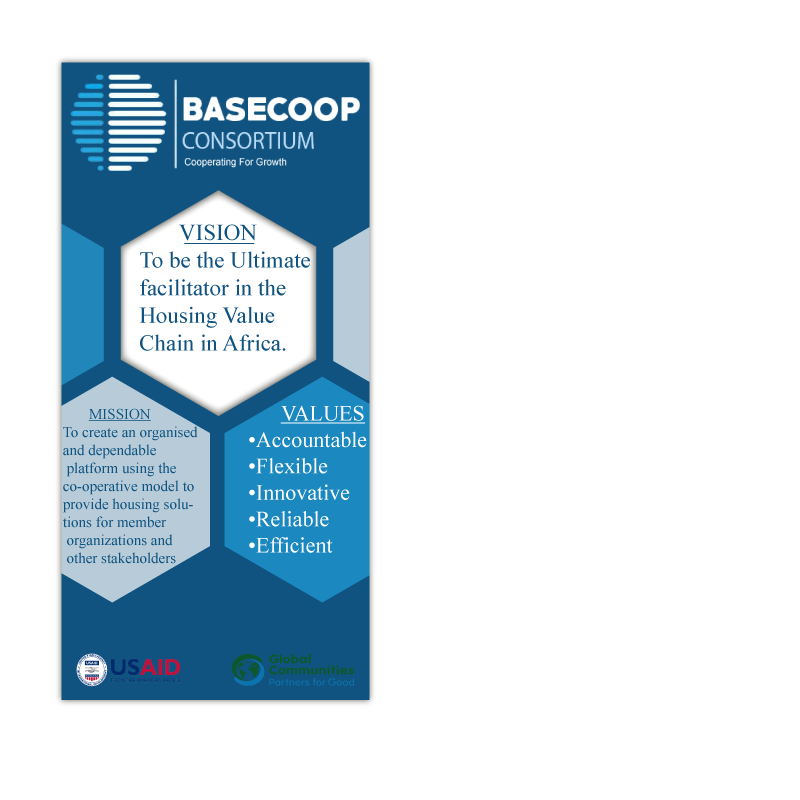 BASECOOP
CONSORTIUM
Cooperating For Growth
VISION
To be the Ultimate
facilitator in the
Housing Value
Chain in Africa.
MISSION
To create an organised
and dependable
platform using the
co-operative model to
provide housing solu-
tions for member
organizations and
other stakeholders
VALUES
•Accountable
•Flexible
•Innovative
•Reliable
•Efficient
USAID
USAID
Global
Communities
Partners for Good